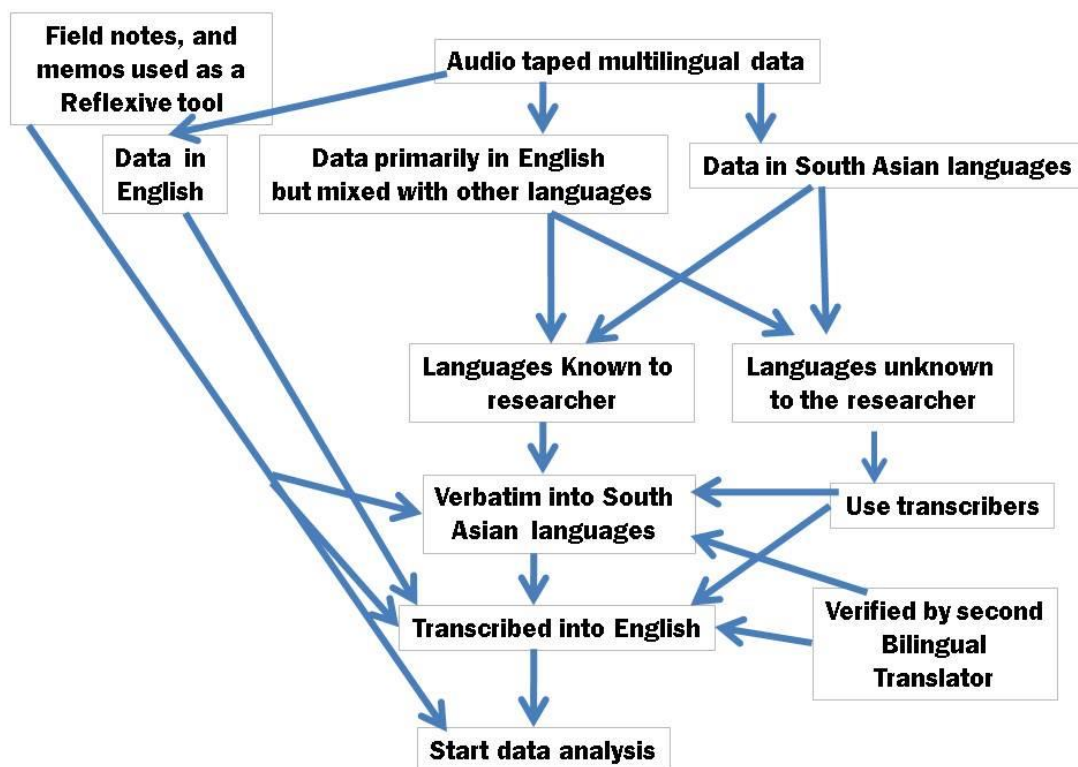 Field notes, and
memos used as a
Reflexive tool
Audio taped multilingual data
Data in
English
Data primarily in English
but mixed with other languages
Data in South Asian languages
Languages Known to
researcher
Languages unknown
to the researcher
Verbatim into South
Asian languages
Use transcribers
Transcribed into English
Verified by second
Bilingual
Translator
Start data analysis